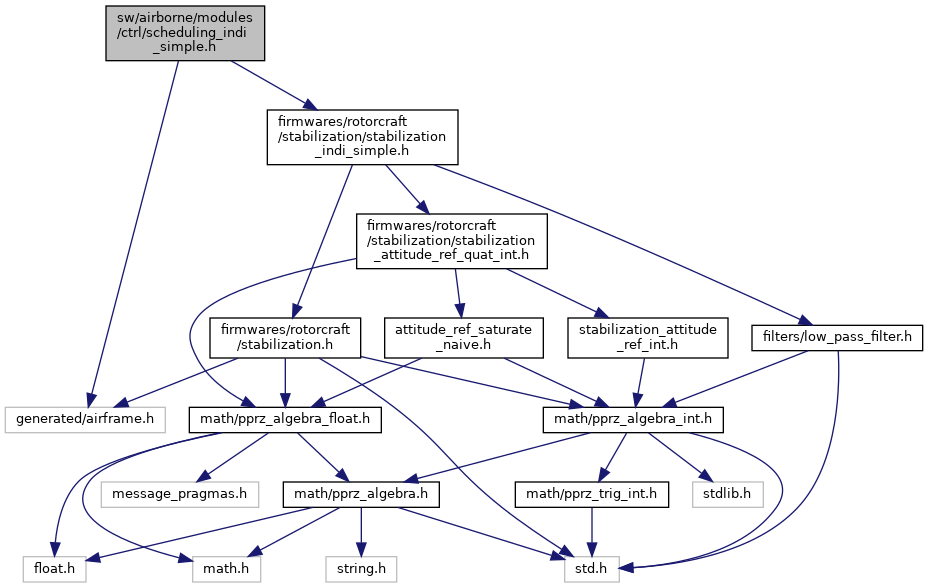 sw/airborne/modules
/ctrl/scheduling_indi
_simple.h
firmwares/rotorcraft
/stabilization/stabilization
_indi_simple.h
firmwares/rotorcraft
/stabilization/stabilization
_attitude_ref_quat_int.h
firmwares/rotorcraft
/stabilization.h
attitude_ref_saturate
_naive.h
stabilization_attitude
_ref_int.h
filters/low_pass_filter.h
generated/airframe.h
math/pprz_algebra_float.h
math/pprz_algebra_int.h
message_pragmas.h
math/pprz_algebra.h
math/pprz_trig_int.h
stdlib.h
float.h
math.h
string.h
std.h